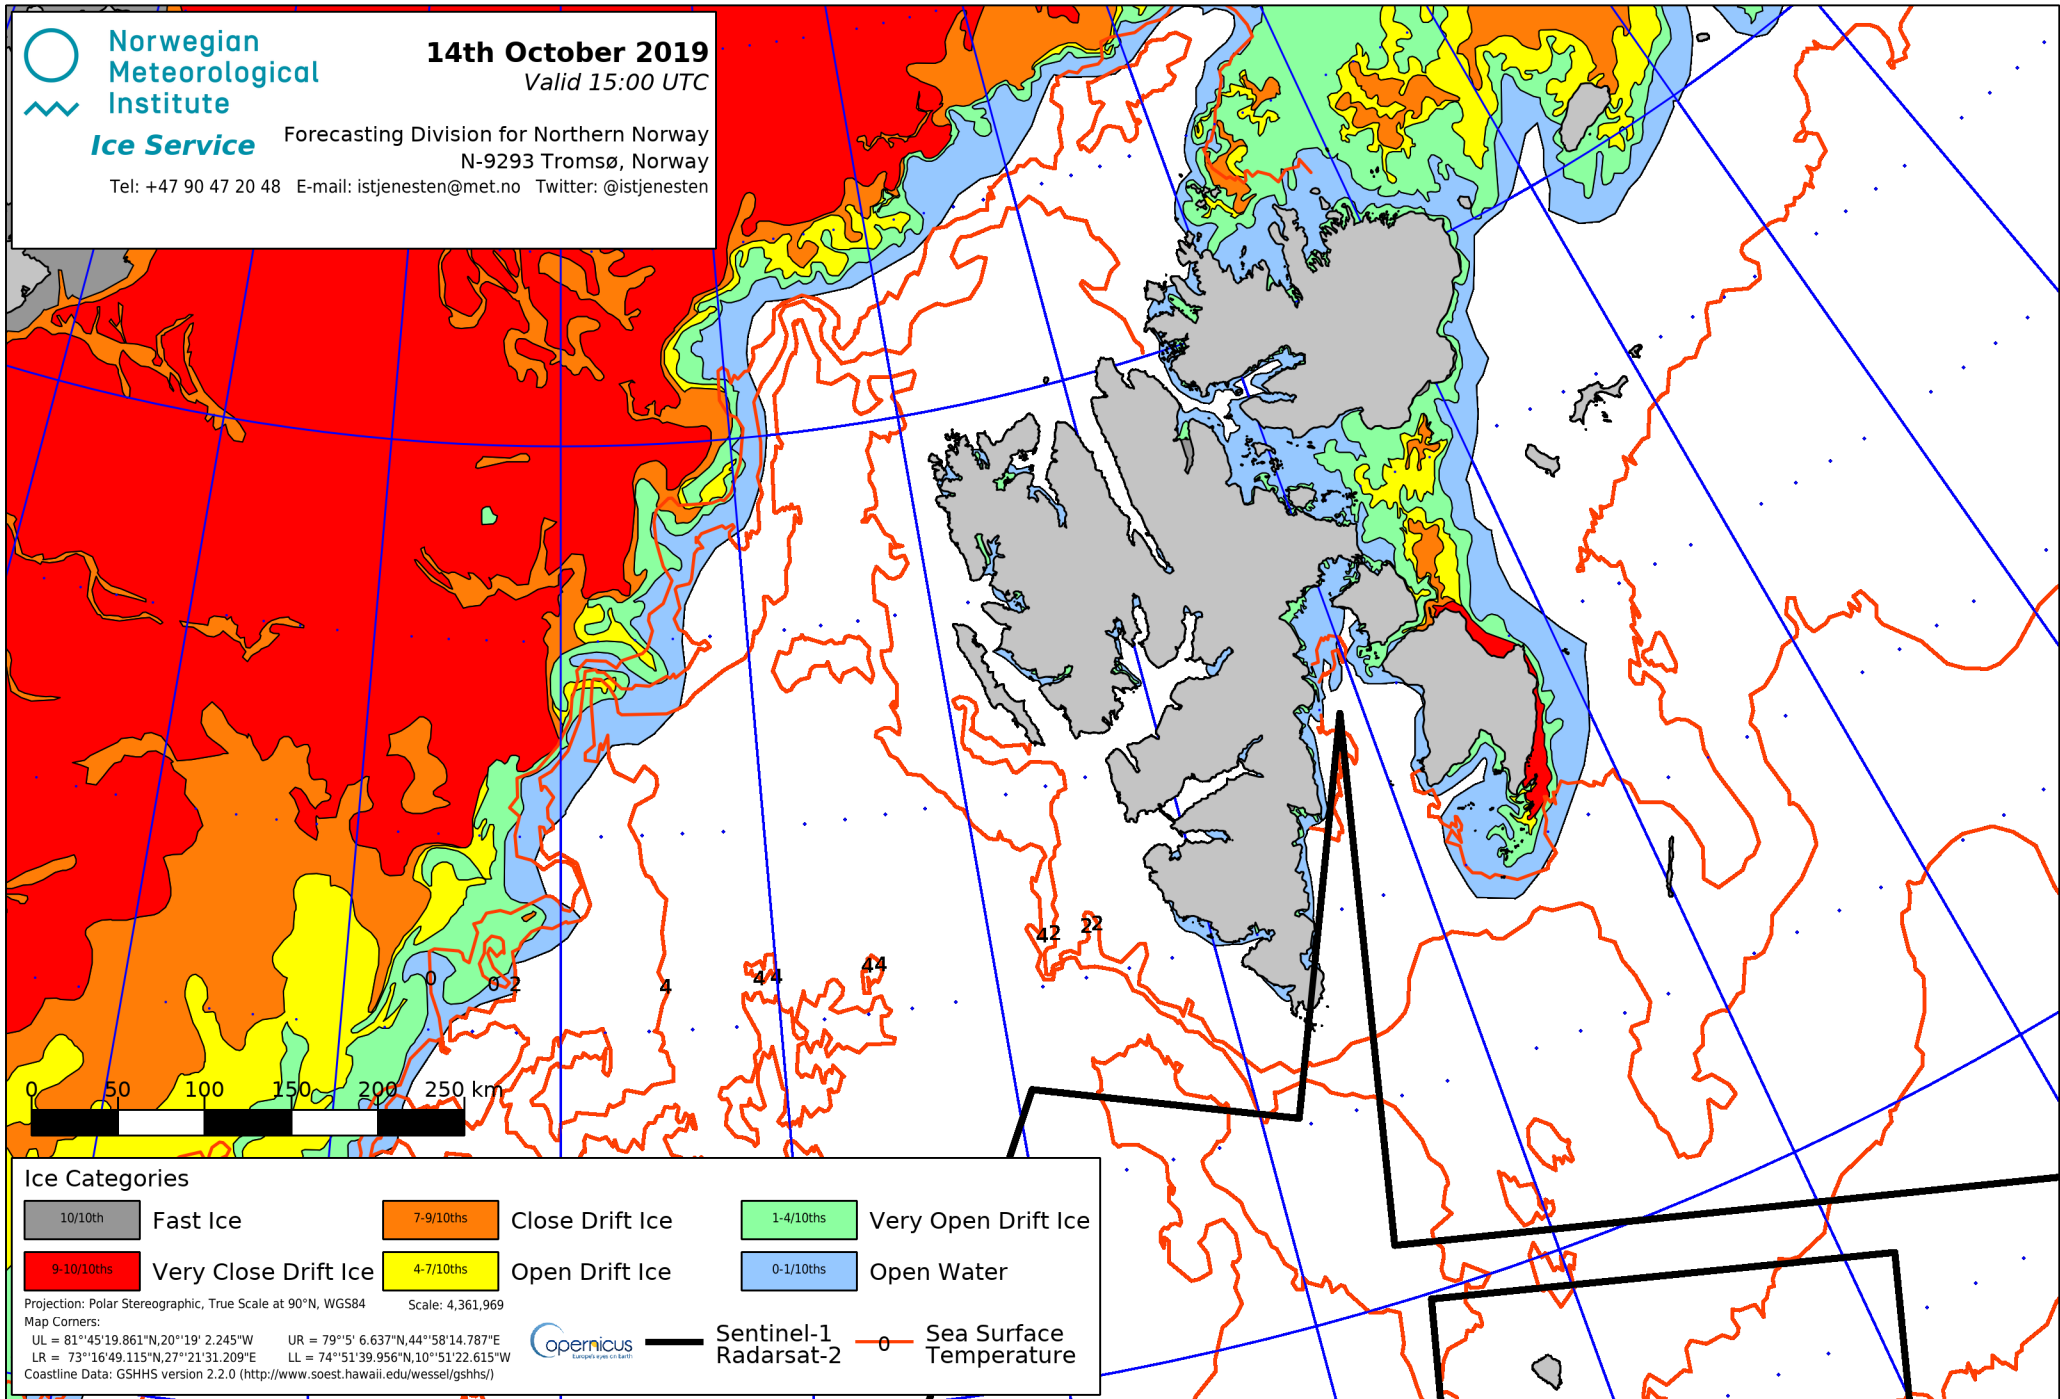 Norwegian
Meteorological
Institute
Ice Service
14th October 2019
Valid 15:00 UTC
Forecasting Division for Northern Norway
N-9293 Tromsø, Norway
Tel: +47 90 47 20 48 E-mail: istjenesten@met.no Twitter: @istjenesten
42 22
0 0 2 4 4 4 44
0 50 100 150 200 250 km
Ice Categories
10/10th Fast Ice 7-9/10ths Close Drift Ice 1-4/10ths Very Open Drift Ice
9-10/10ths Very Close Drift Ice 4-7/10ths Open Drift Ice 0-1/10ths Open Water
Projection: Polar Stereographic, True Scale at 90°N, WGS84 Scale: 4,361,969
Map Corners:
UL = 81°'45'19.861"N,20°'19' 2.245"W UR = 79°'5' 6.637"N,44°'58'14.787"E
LR = 73°'16'49.115"N,27°'21'31.209"E LL = 74°'51'39.956"N,10°'51'22.615"W
Coastline Data: GSHHS version 2.2.0 (http://www.soest.hawaii.edu/wessel/gshhs/)
Copernicus
Europe's eyes on Earth
Sentinel-1
Radarsat-2
0
Sea Surface
Temperature